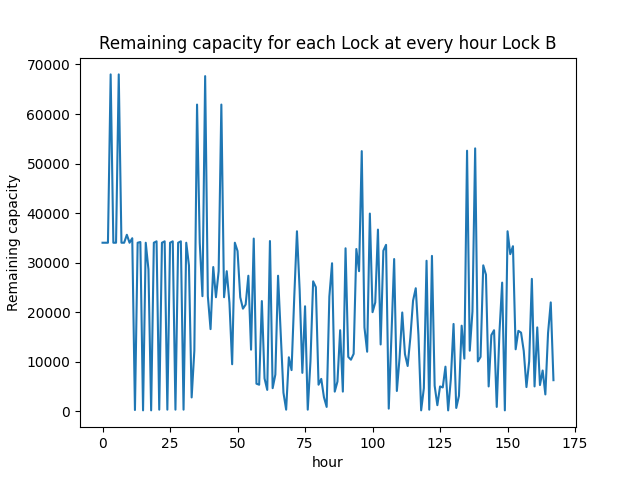 Remaining capacity for each Lock at every hour Lock B
70000
60000
50000
40000
30000
20000
10000
0
Remaining capacity
0 25 50 75 100 125 150 175
hour